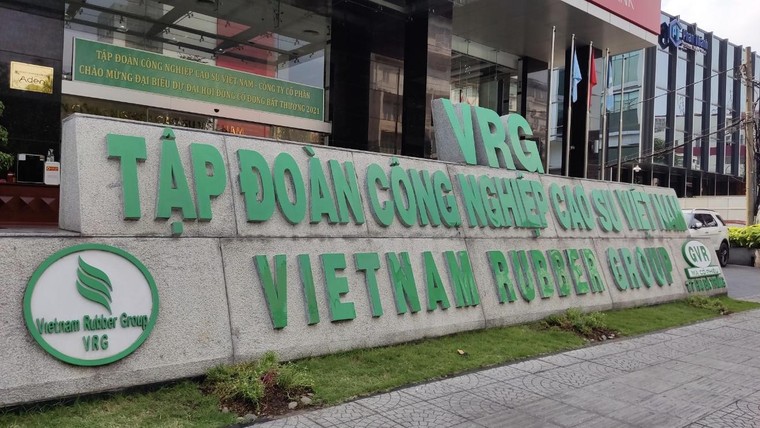 TẬP ĐOÀN CÔNG NGHIỆP CAO SU VIỆT NAM - CÔNG TY CỔ PHẦN
CHÀO MỪNG ĐẠI BIỂU DỰ ĐẠI HỘI ĐỒNG CỔ ĐÔNG BẤT THƯỜNG 2021
Aden
VRG
TẬP ĐOÀN CÔNG NGHIỆP CAO SU VIỆT NAM
VIETNAM RUBBER GROUP
Vietnam Rubber Group
VRG
GVR